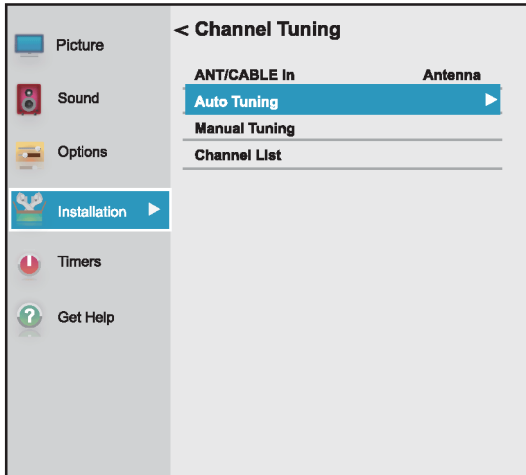 Picture
Sound
Options
Installation
Timers
Get Help
< Channel Tuning
ANT/CABLE In Antenna
Auto Tuning
Manual Tuning
Channel List